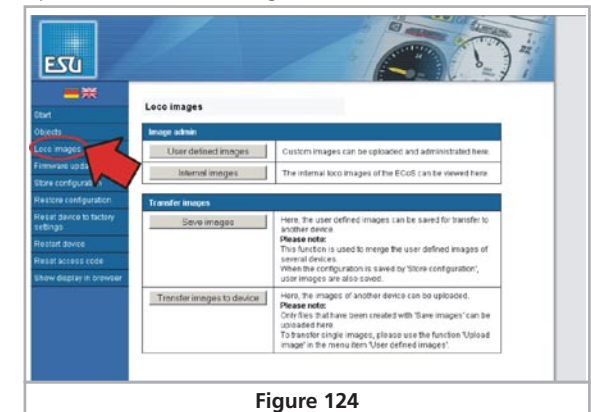 ESU
Start
Objects
Loco images
Firmware upda
Store configuration
Restore configuration
Reset device to factory
settings
Restart device
Reset access code
Show display in browser
Loco images
Image admin
User defined images
Custom images can be uploaded and administrated here.
Internal images
The internal loco images of the ECoS can be viewed here.
Transfer images
Save images
Here, the user defined images can be saved for transfer to
another device.
Please note:
This function is used to merge the user defined images of
several devices.
When the configuration is saved by 'Store configuration',
user images are also saved.
Transfer images to device
Here, the images of another device can be uploaded.
Please note:
Only files that have been created with 'Save images' can be
uploaded here.
To transfer single images, please use the function 'Upload
image' in the menu item 'User defined images'.
Figure 124